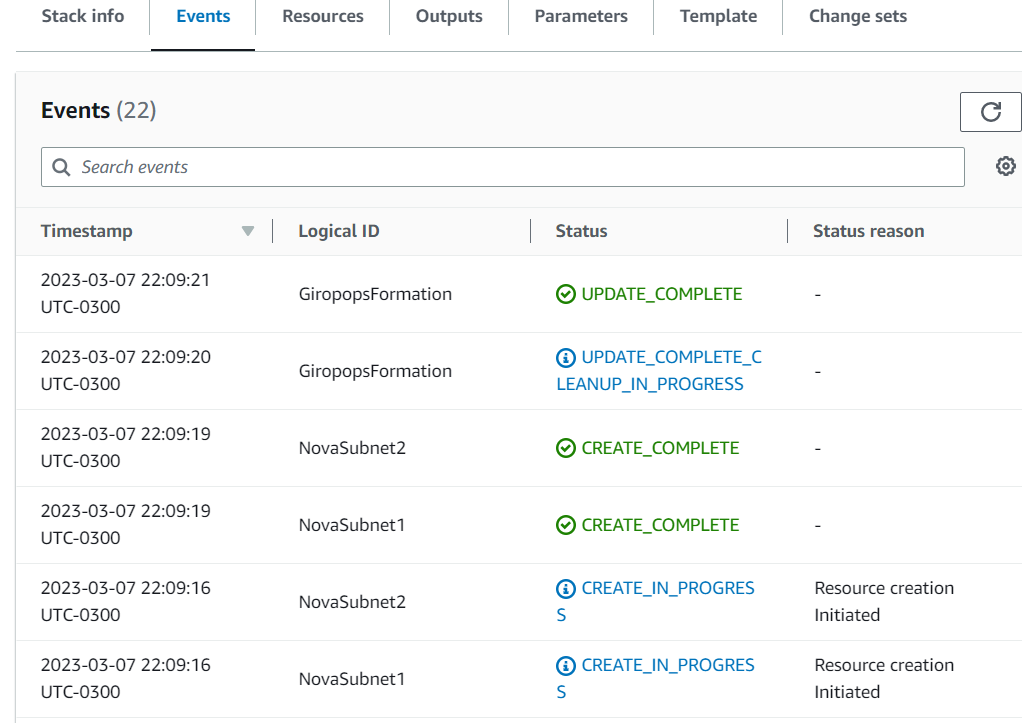 Stack info Events Resources Outputs Parameters Template Change sets
Events (22)
Search events
Timestamp Logical ID Status Status reason
2023-03-07 22:09:21
UTC-0300
GiropopsFormation
UPDATE_COMPLETE
-
2023-03-07 22:09:20
UTC-0300
GiropopsFormation
UPDATE_COMPLETE_C
LEANUP_IN_PROGRESS
-
2023-03-07 22:09:19
UTC-0300
NovaSubnet2
CREATE_COMPLETE
-
2023-03-07 22:09:19
UTC-0300
NovaSubnet1
CREATE_COMPLETE
-
2023-03-07 22:09:16
UTC-0300
NovaSubnet2
CREATE_IN_PROGRES
S
Resource creation
Initiated
2023-03-07 22:09:16
UTC-0300
NovaSubnet1
CREATE_IN_PROGRES
S
Resource creation
Initiated